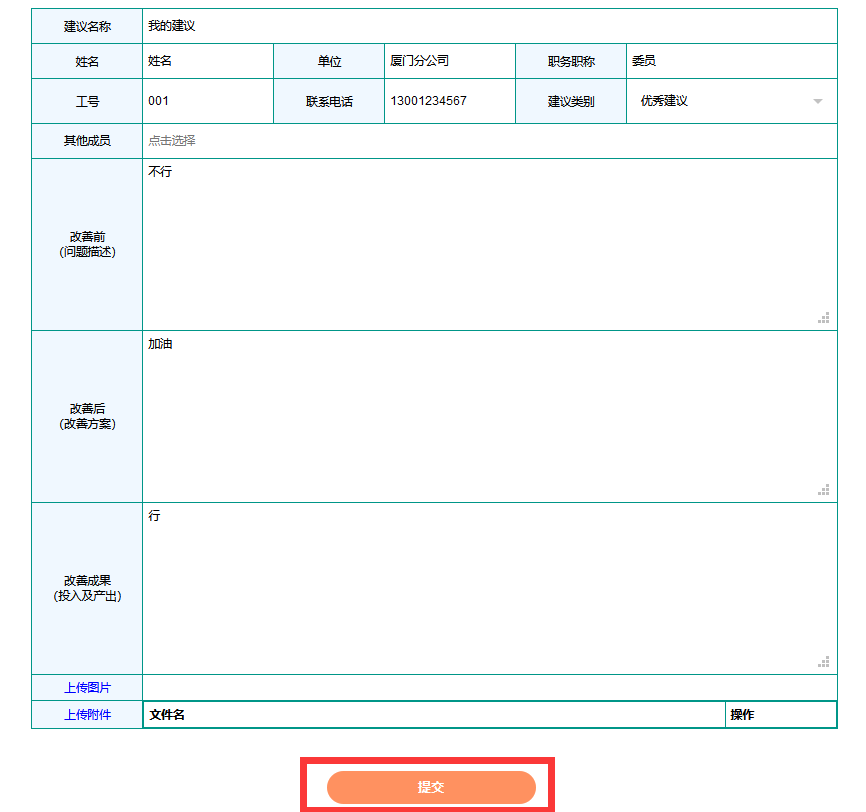 建议名称 我的建议
姓名 姓名 单位 厦门分公司 职务职称 委员
工号 001 联系电话 13001234567 建议类别 优秀建议
其他成员 点击选择
不行
改善前
(问题描述)
加油
改善后
(改善方案)
行
改善成果
(投入及产出)
上传图片
上传附件 文件名 操作
提交